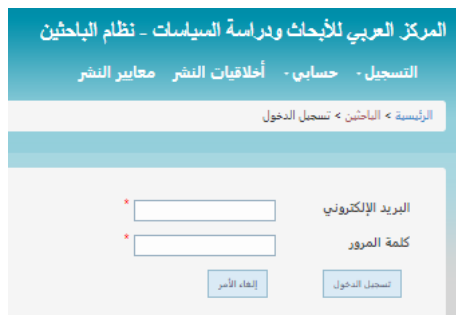 المركز العربي للأبحاث ودراسة السياسات - نظام الباحثين
التسجيل - حسابي - أخلاقيات النشر معايير النشر
الرئيسية > الباحثين > تسجيل الدخول
البريد الإلكتروني *
كلمة المرور *
تسجيل الدخول إلغاء الأمر